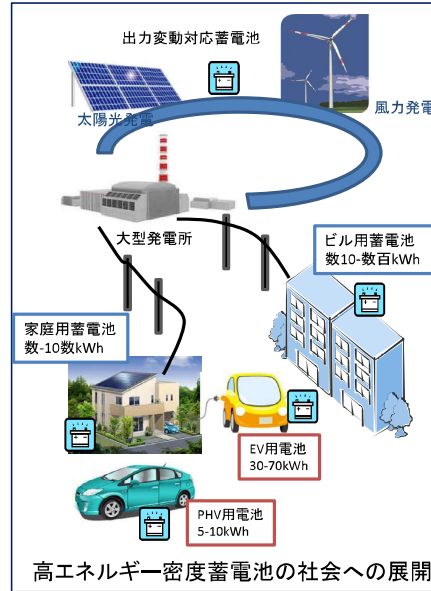 出力変動対応蓄電池
太陽光発電
風力発電
大型発電所
ビル用蓄電池
数10-数百kWh
家庭用蓄電池
数-10数kWh
EV用電池
30-70kWh
PHV用電池
5-10kWh
高エネルギー密度蓄電池の社会への展開